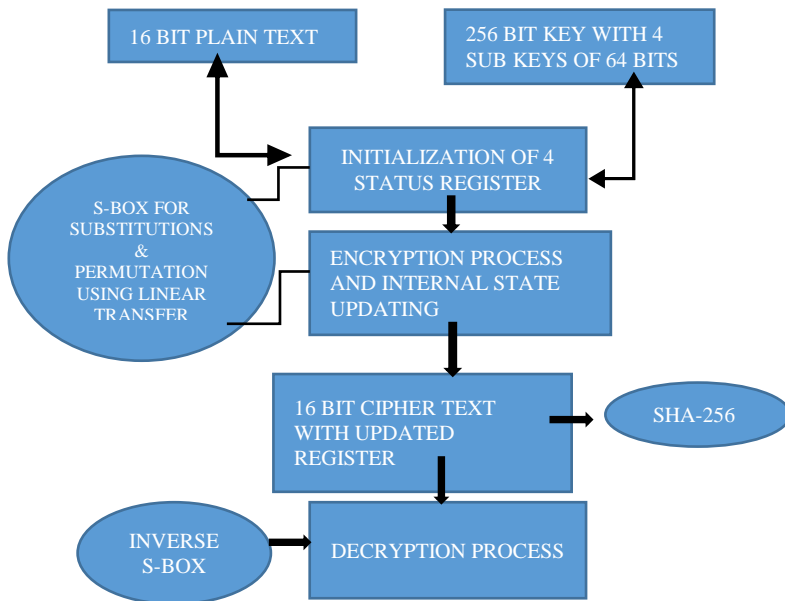 16 BIT PLAIN TEXT
256 BIT KEY WITH 4
SUB KEYS OF 64 BITS
INITIALIZATION OF 4
STATUS REGISTER
S-BOX FOR
SUBSTITUTIONS
&
PERMUTATION
USING LINEAR
TRANSFER
ENCRYPTION PROCESS
AND INTERNAL STATE
UPDATING
16 BIT CIPHER TEXT
WITH UPDATED
REGISTER
SHA-256
INVERSE
S-BOX
DECRYPTION PROCESS